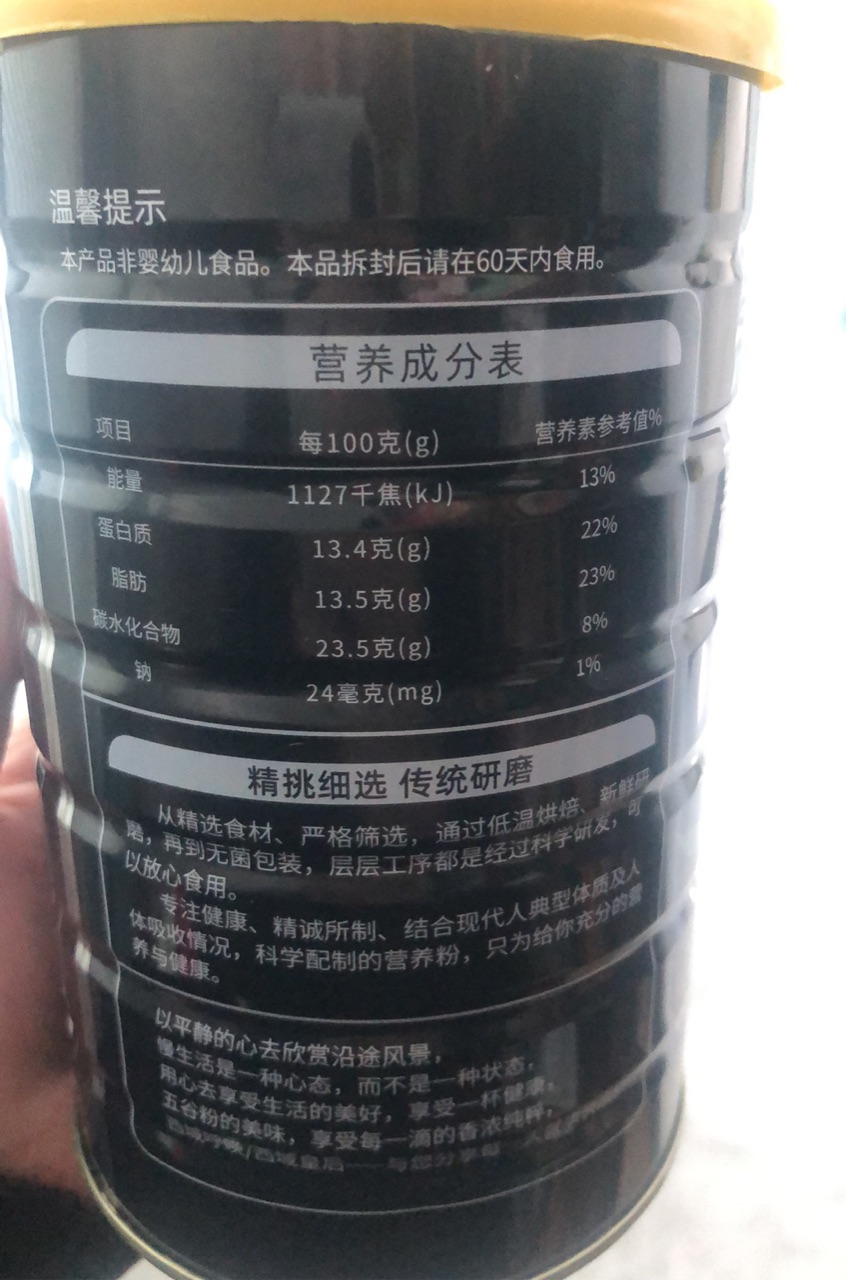 温馨提示
本产品非婴幼儿食品。本品拆封后请在60天内食用。
营养成分表
项目 每100克(g) 营养素参考值%
能量 1127千焦(kJ) 13%
蛋白质 13.4克(g) 22%
脂肪 13.5克(g) 23%
碳水化合物 23.5克(g) 8%
钠 24毫克(mg) 1%
精挑细选 传统研磨
从精选食材、严格筛选，通过低温烘焙、新鲜研
磨，再到无菌包装，层层工序都是经过科学研发，可
以放心食用。
专注健康、精诚所制、结合现代人典型体质及人
体吸收情况，科学配制的营养粉，只为给你充分的营
养与健康。
以平静的心去欣赏沿途风景，
慢生活是一种心态，而不是一种状态，
用心去享受生活的美好，享受一杯健康，
五谷粉的美味，享受每一滴的香浓纯粹，
/西域皇后——与您分享每一